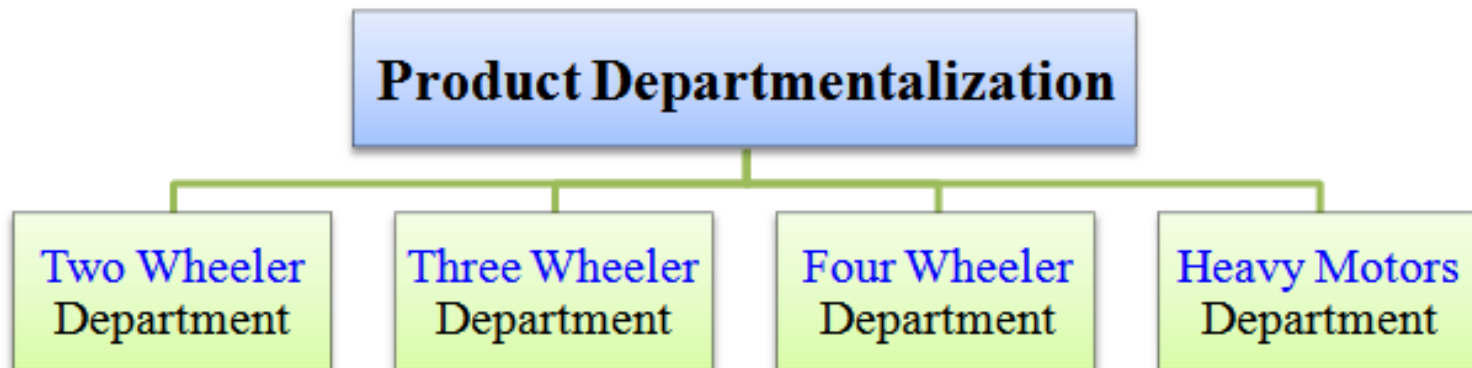 Product Departmentalization
Two Wheeler
Department
Three Wheeler
Department
Four Wheeler
Department
Heavy Motors
Department